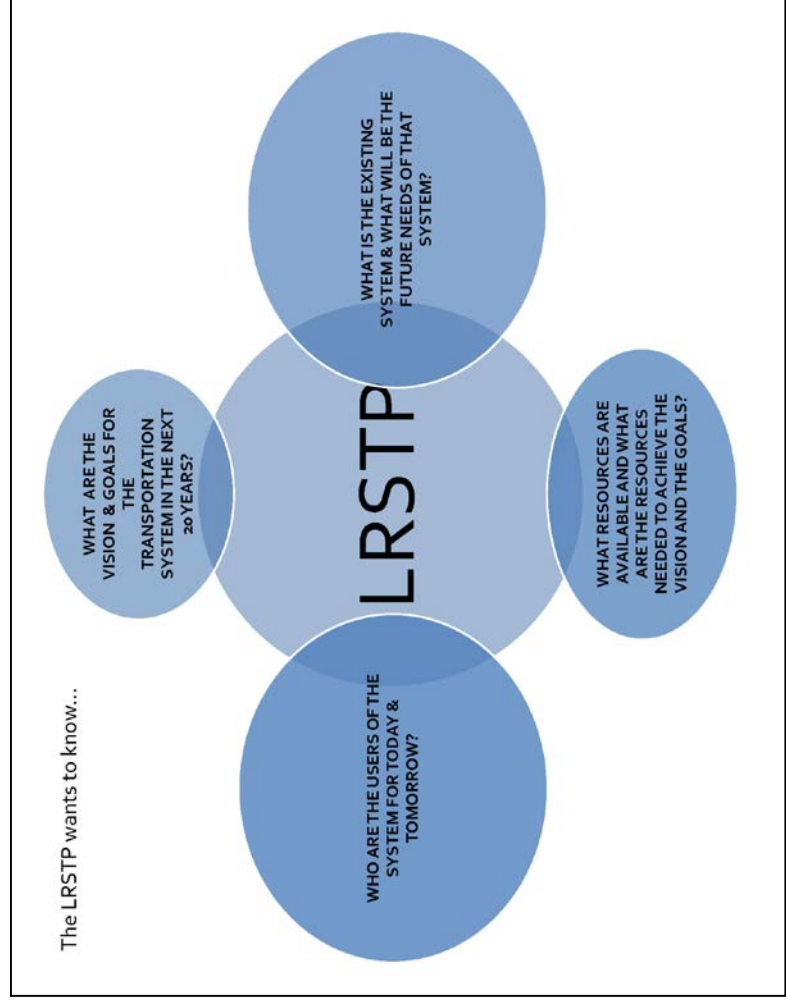 The LRSTP wants to know...
WHAT ARE THE
VISION & GOALS FOR
THE
TRANSPORTATION
SYSTEM IN THE NEXT
20 YEARS?
WHO ARE THE USERS OF THE
SYSTEM FOR TODAY &
TOMORROW?
LRSTP
WHAT IS THE EXISTING
SYSTEM & WHAT WILL BE THE
FUTURE NEEDS OF THAT
SYSTEM?
WHAT RESOURCES ARE
AVAILABLE AND WHAT
ARE THE RESOURCES
NEEDED TO ACHIEVE THE
VISION AND THE GOALS?